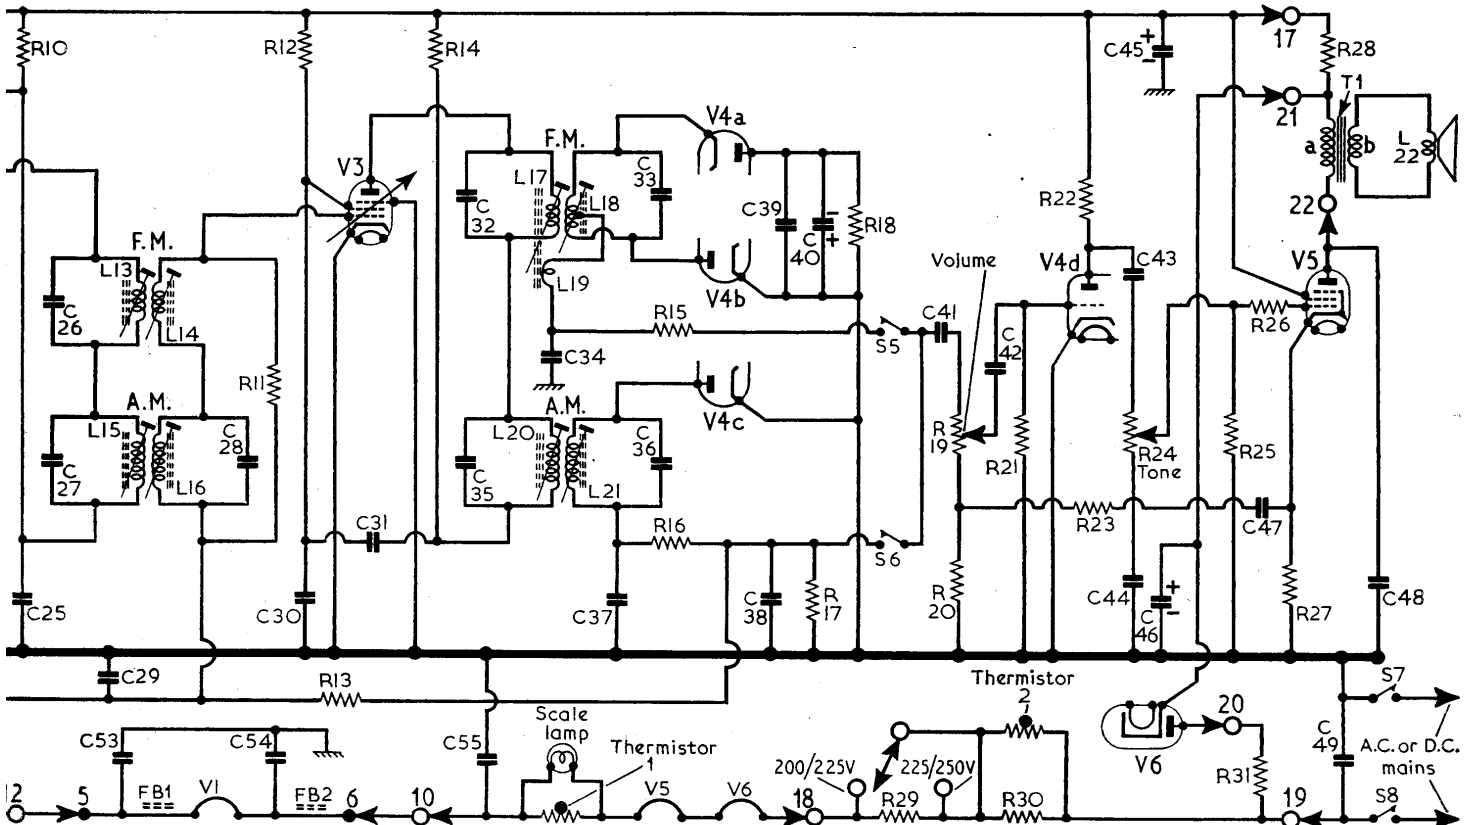 R10
R12
R14
C45
+
-
17
R28
T1
21
a
b
L
22
V4a
F.M.
V3
L17
C
33
L18
C
32
C39
C
40
-
+
R18
R22
22
F.M.
L13
C
26
L14
L19
V4b
Volume
V4d
C43
V5
R15
C41
S5
R26
C34
C
42
R11
A.M.
L15
C
28
C
27
L16
A.M.
V4c
L20
C
36
C
35
L21
R
19
R21
R24
Tone
R25
C31
R16
R23
C47
S6
C25
C30
C37
C
38
R
17
R
20
C44
+
-
C
46
R27
C48
C29
R13
Thermistor
2
S7
C53
C54
C55
Scale
lamp
Thermistor
1
200/225V
225/250V
V6
20
R31
C
49
A.C. or D.C.
mains
12
5
FB1
V1
FB2
6
10
V5
V6
18
R29
R30
19
S8